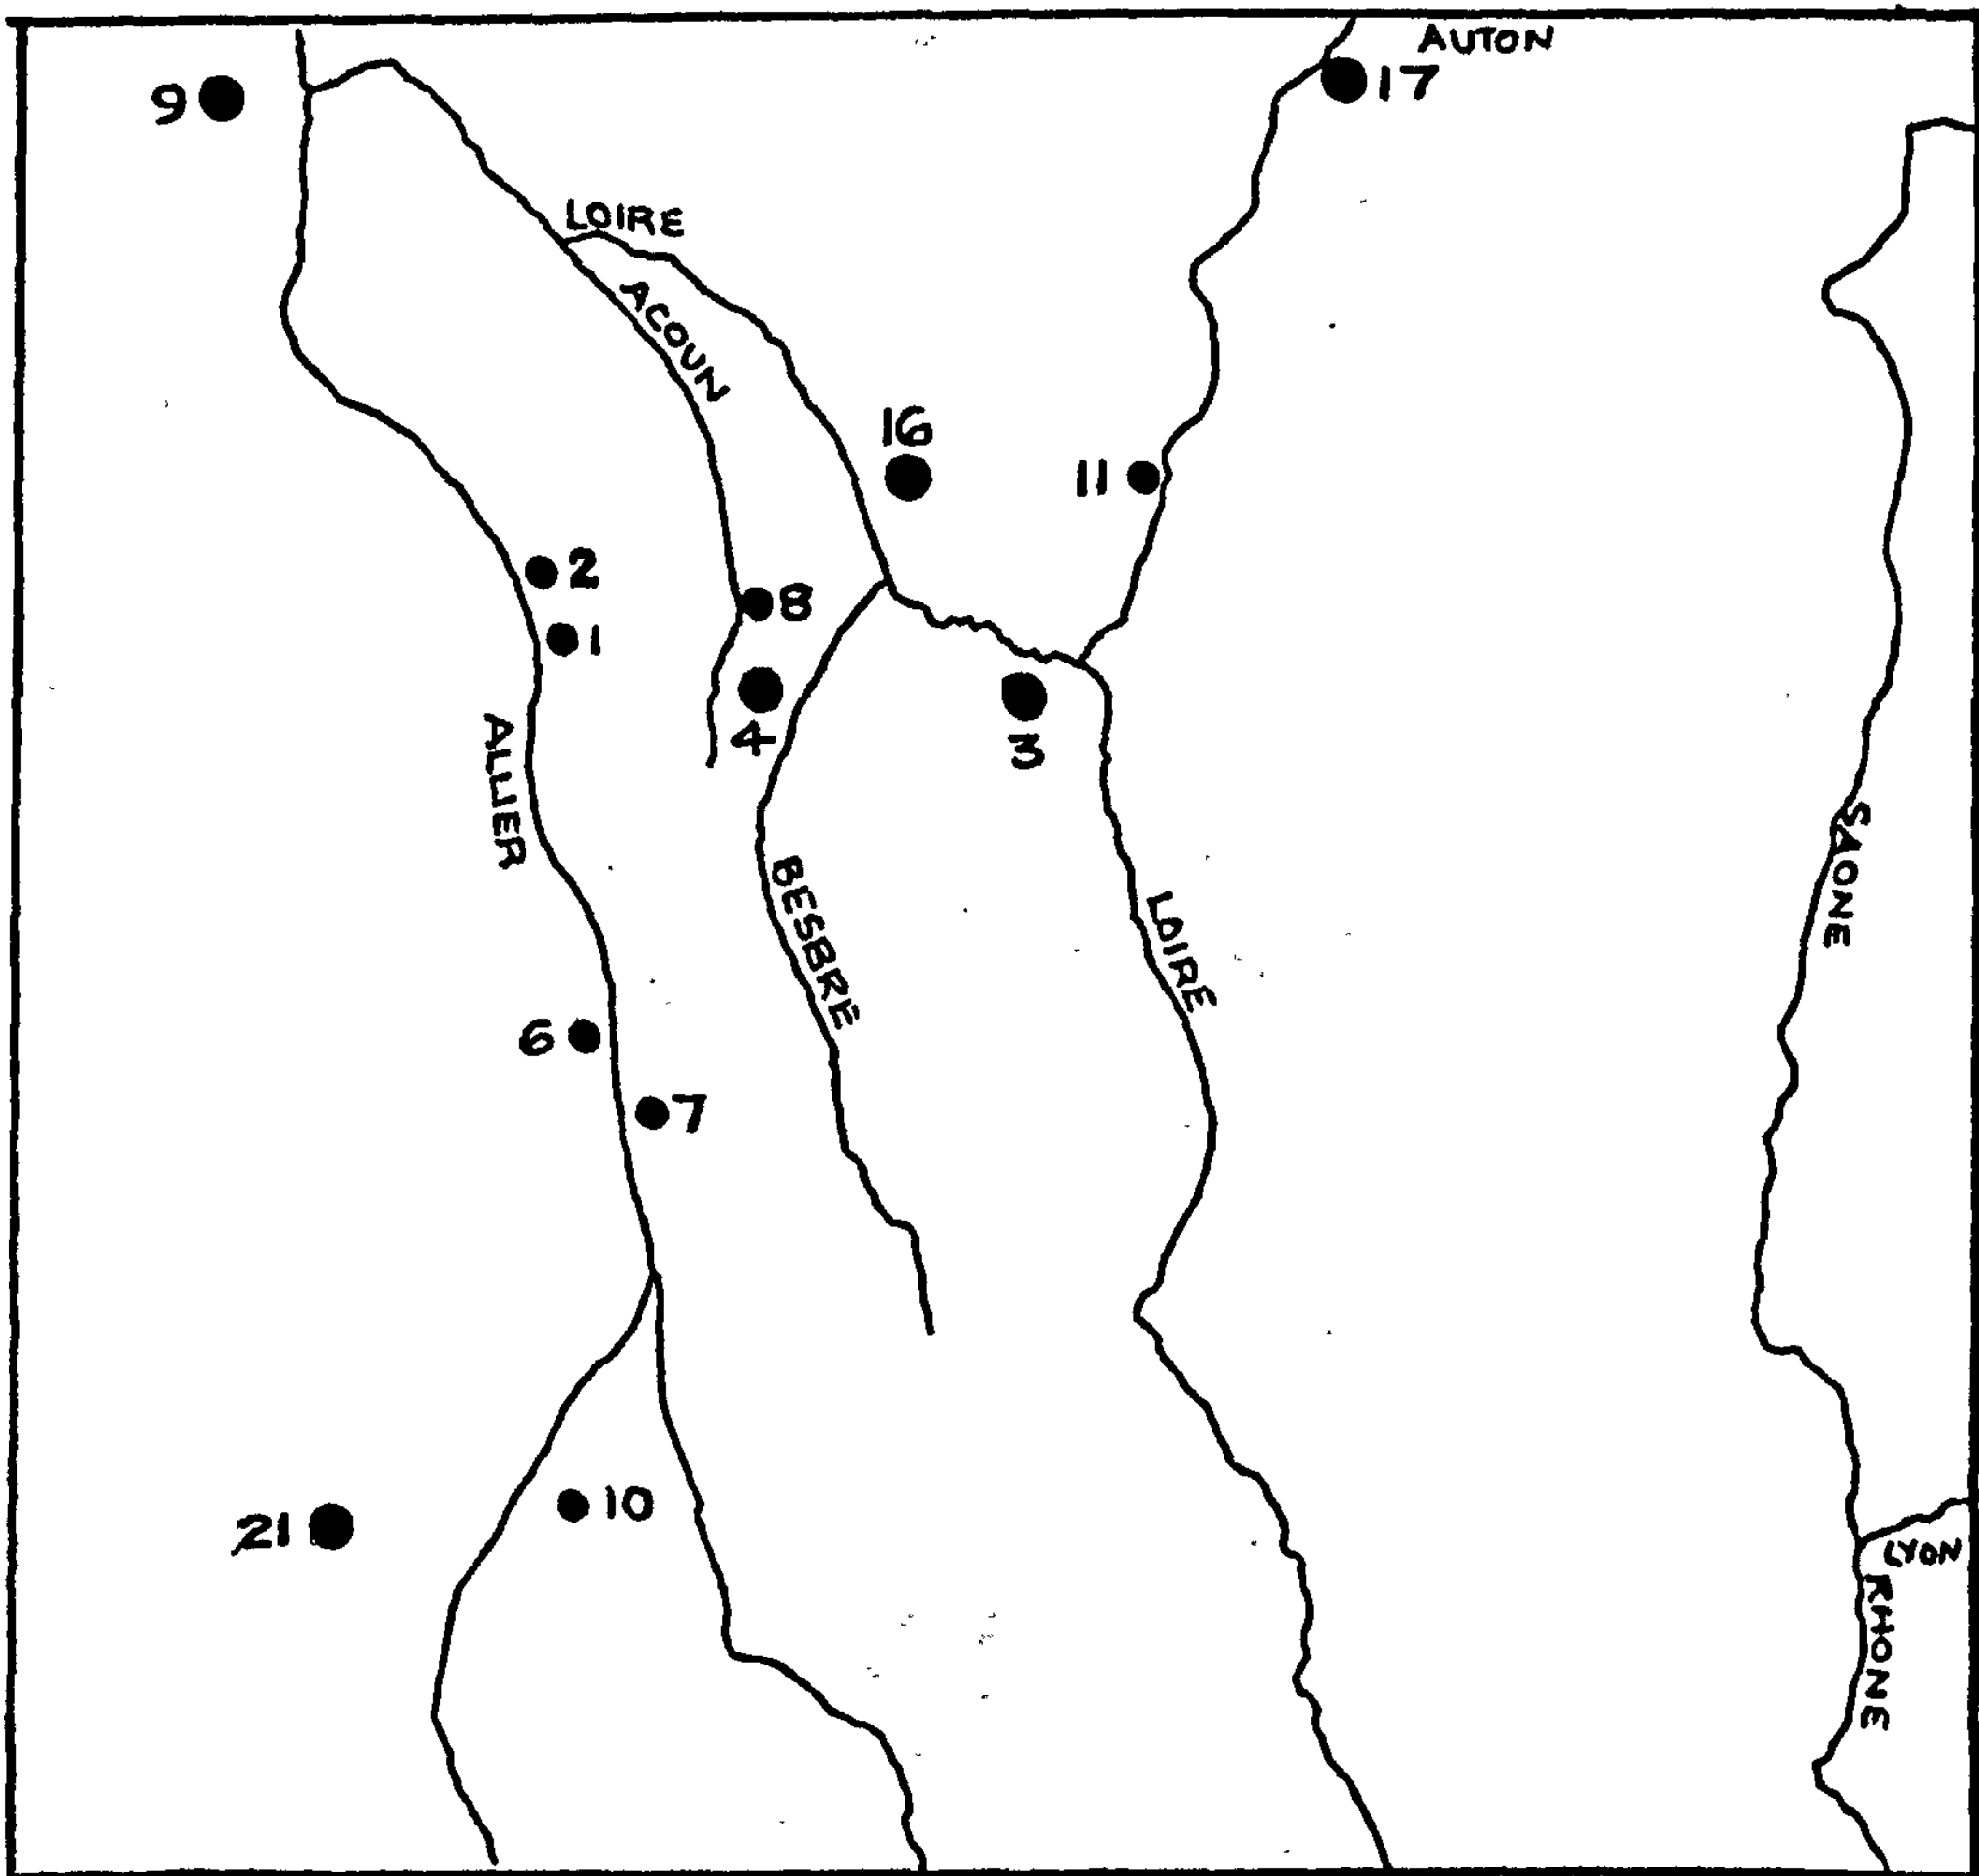 AUTON
9
17
LOIRE
ACOUN
16
11
2
8
1
4
3
ALLIER
SAONE
BESBRE
LOIRE
6
7
10
21
LYON
RHONE